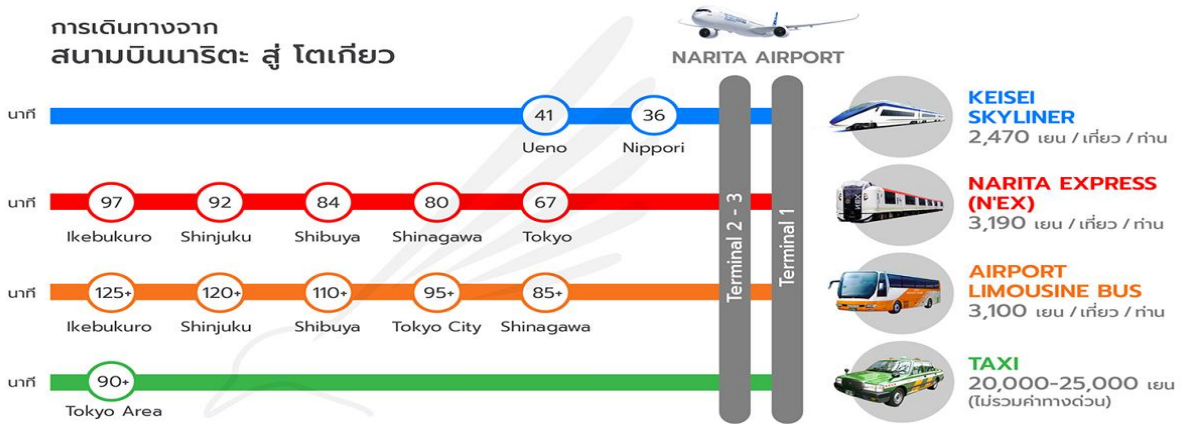 การเดินทางจาก
สนามบินนาริตะ สู่ โตเกียว
NARITA AIRPORT
Terminal 2 - 3
Terminal 1
นาที
41
36
Ueno
Nippori
KEISEI
SKYLINER
2,470 เยน / เที่ยว / ท่าน
นาที
97
92
84
80
67
Ikebukuro
Shinjuku
Shibuya
Shinagawa
Tokyo
NARITA EXPRESS
(N'EX)
3,190 เยน / เที่ยว / ท่าน
นาที
125+
120+
110+
95+
85+
Ikebukuro
Shinjuku
Shibuya
Tokyo City
Shinagawa
AIRPORT
LIMOUSINE BUS
3,100 เยน / เที่ยว / ท่าน
นาที
90+
Tokyo Area
TAXI
20,000-25,000 เยน
(ไม่รวมค่าทางด่วน)